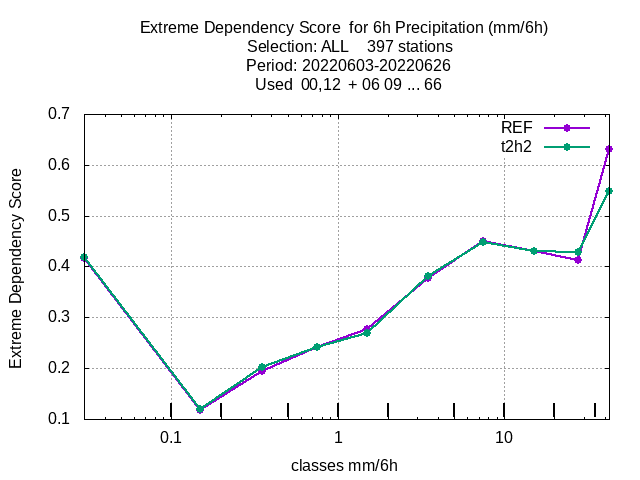 Extreme Dependency Score  for 6h Precipitation (mm/6h)
Selection: ALL    397 stations
Period: 20220603-20220626
Used  00,12  + 06 09 ... 66
0.7
0.6
0.5
0.4
0.3
0.2
0.1
Extreme Dependency Score
REF
t2h2
0.1 1 10
classes mm/6h